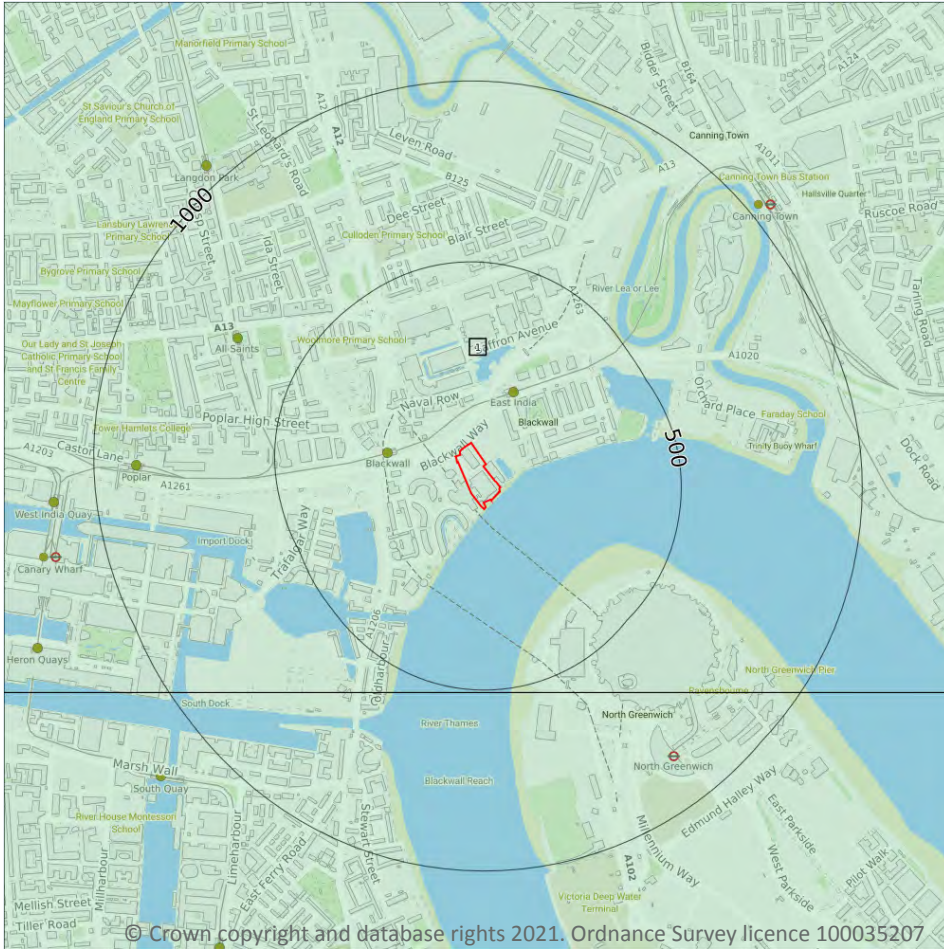 Manorfield Primary School
Bidder Street
B164
A124
St Saviour's Church of
England Primary School
A12
St Leonard's Road
Leven Road
Canning Town
A13
A1011
Langdon Park
B125
Canning Town Bus Station
1000
Dee Street
Hallsville Quarter
Canning Town
Ruscoe Road
Lansbury Lawrence
Primary School
Ida Street
Culloden Primary School
Blair Street
Bygrove Primary School
A1263
River Lea or Lee
Mayflower Primary School
Tarling Road
A13
All Saints
Woolmore Primary School
Saffron Avenue
1
Our Lady and St Joseph
Catholic Primary School
and St Francis Family
Centre
A1020
Orchard Place
Naval Row
East India
Poplar High Street
Faraday School
Tower Hamlets College
Blackwall
A1203
Castor Lane
Blackwall Way
500
Trinity Buoy Wharf
Dock Road
Poplar
Blackwall
A1261
West India Quay
Import Dock
Trafalgar Way
Canary Wharf
A1206
Heron Quays
North Greenwich Pier
South Dock
North Greenwich
River Thames
Marsh Wall
North Greenwich
South Quay
Blackwall Reach
River House Montessori
School
Stewart Street
Edmund Halley Way
East Parkside
Millharbour
Limeharbour
East Ferry Road
Millennium Way
West Parkside
Pilot Walk
A102
Mellish Street
Tiller Road
Victoria Deep Water
Terminal
© Crown copyright and database rights 2021. Ordnance Survey licence 100035207